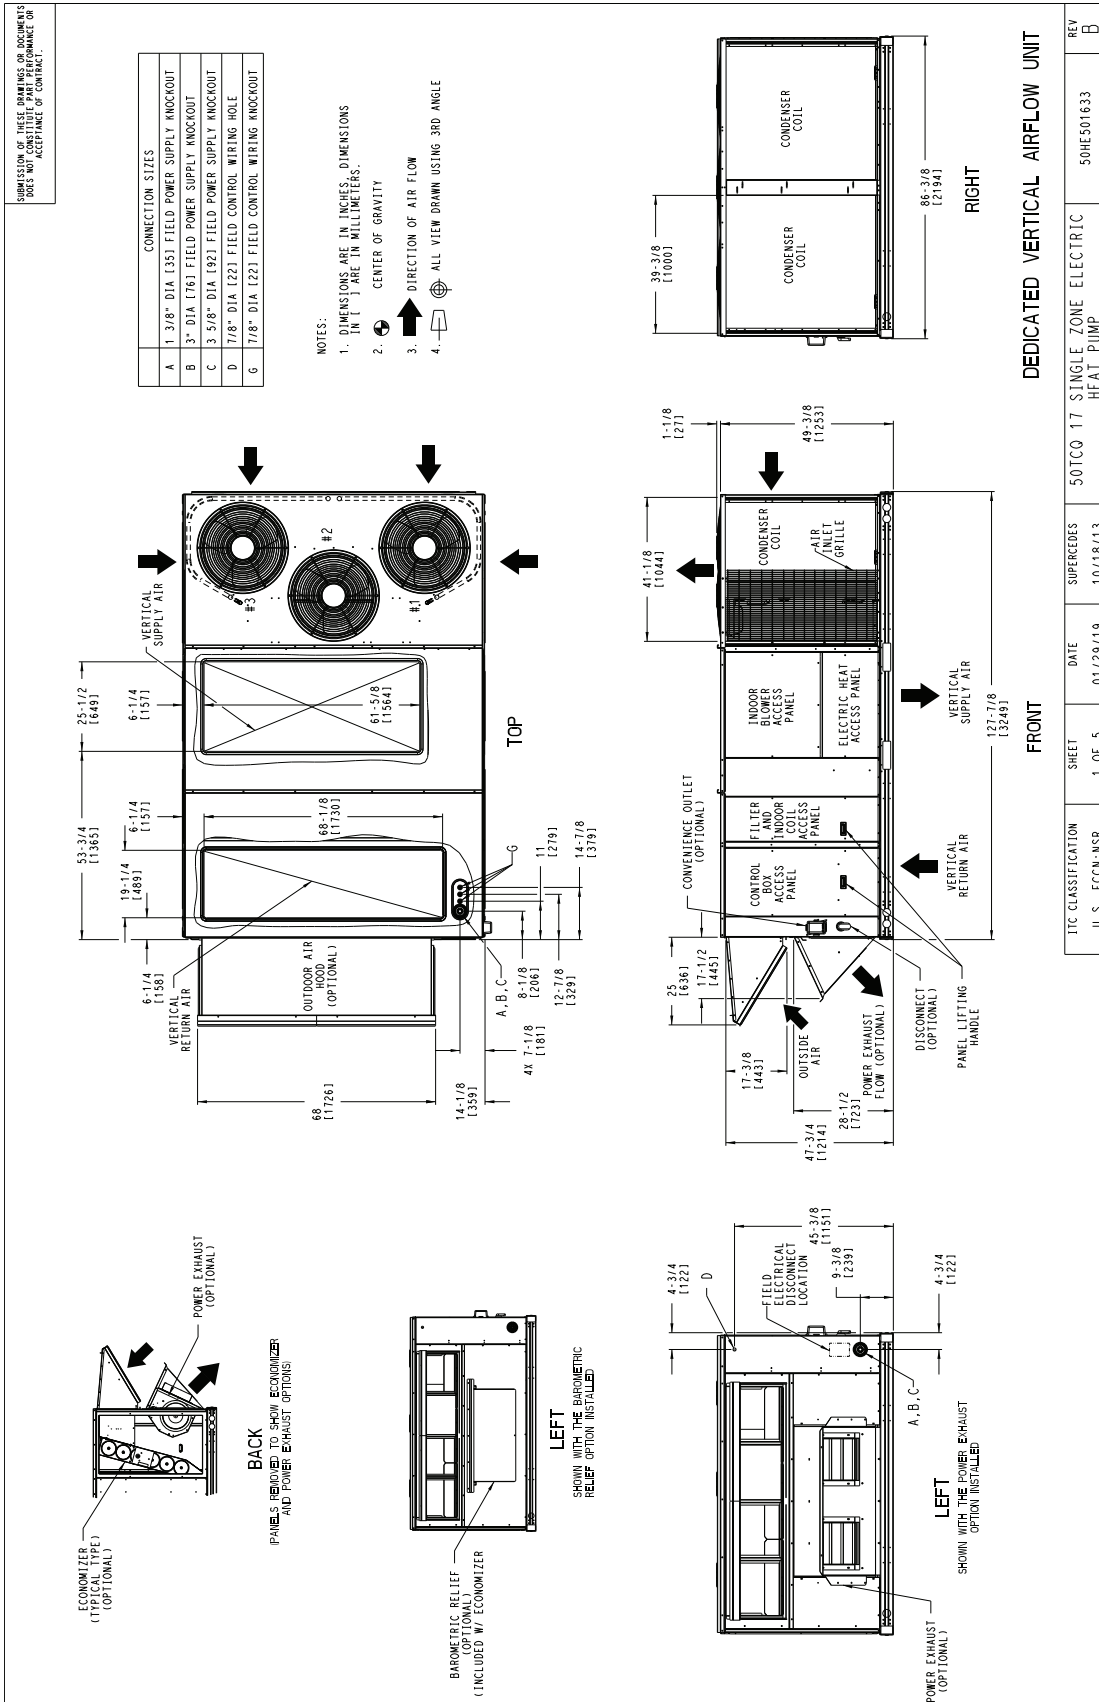 SUBMISSION OF THESE DRAWINGS OR DOCUMENTS
DOES NOT CONSTITUTE PART PERFORMANCE OR
ACCEPTANCE OF CONTRACT.
CONNECTION SIZES
A 1 3/8" DIA [35] FIELD POWER SUPPLY KNOCKOUT
B 3" DIA [76] FIELD POWER SUPPLY KNOCKOUT
C 3 5/8" DIA [92] FIELD POWER SUPPLY KNOCKOUT
D 7/8" DIA [22] FIELD CONTROL WIRING HOLE
G 7/8" DIA [22] FIELD CONTROL WIRING KNOCKOUT
NOTES:
1. DIMENSIONS ARE IN INCHES, DIMENSIONS
IN [ ] ARE IN MILLIMETERS.
2. CENTER OF GRAVITY
3. DIRECTION OF AIR FLOW
4. ALL VIEW DRAWN USING 3RD ANGLE
ECONOMIZER
(TYPICAL TYPE)
(OPTIONAL)
POWER EXHAUST
(OPTIONAL)
BACK
(PANELS REMOVED TO SHOW ECONOMIZER
AND POWER EXHAUST OPTIONS)
53-3/4
[1365]
25-1/2
[649]
19-1/4
[489]
6-1/4
[157]
6-1/4
[157]
6-1/4
[158]
VERTICAL
RETURN AIR
VERTICAL
SUPPLY AIR
OUTDOOR AIR
HOOD
(OPTIONAL)
68
[1726]
68-1/8
[1730]
61-5/8
[1564]
#3
#2
#1
14-1/8
[359]
4X 7-1/8
[181]
A,B,C
G
8-1/8
[206]
11
[279]
12-7/8
[329]
14-7/8
[379]
TOP
BAROMETRIC RELIEF
(OPTIONAL)
(INCLUDED W/ ECONOMIZER
LEFT
SHOWN WITH THE BAROMETRIC
RELIEF OPTION INSTALLED
4-3/4
[122]
D
FIELD
ELECTRICAL
DISCONNECT
LOCATION
45-3/8
[1151]
9-3/8
[239]
4-3/4
[122]
A,B,C
POWER EXHAUST
(OPTIONAL)
LEFT
SHOWN WITH THE POWER EXHAUST
OPTION INSTALLED
25
[636]
17-1/2
[445]
CONVENIENCE OUTLET
(OPTIONAL)
41-1/8
[1044]
1-1/8
[27]
49-3/8
[1253]
17-3/8
[443]
47-3/4
[1214]
28-1/2
[723]
OUTSIDE
AIR
POWER EXHAUST
FLOW (OPTIONAL)
CONTROL
BOX
ACCESS
PANEL
FILTER
AND
INDOOR
COIL
ACCESS
PANEL
INDOOR
BLOWER
ACCESS
PANEL
ELECTRIC HEAT
ACCESS PANEL
CONDENSER
COIL
AIR
INLET
GRILLE
DISCONNECT
(OPTIONAL)
PANEL LIFTING
HANDLE
VERTICAL
RETURN AIR
VERTICAL
SUPPLY AIR
127-7/8
[3249]
FRONT
39-3/8
[1000]
CONDENSER
COIL
CONDENSER
COIL
86-3/8
[2194]
RIGHT
DEDICATED VERTICAL AIRFLOW UNIT
ITC CLASSIFICATION
U.S. ECCN:NSR
SHEET
1 OF 5
DATE
01/29/19
SUPERCEDES
10/18/13
50TCQ 17 SINGLE ZONE ELECTRIC
HEAT PUMP
50HE501633
REV
B